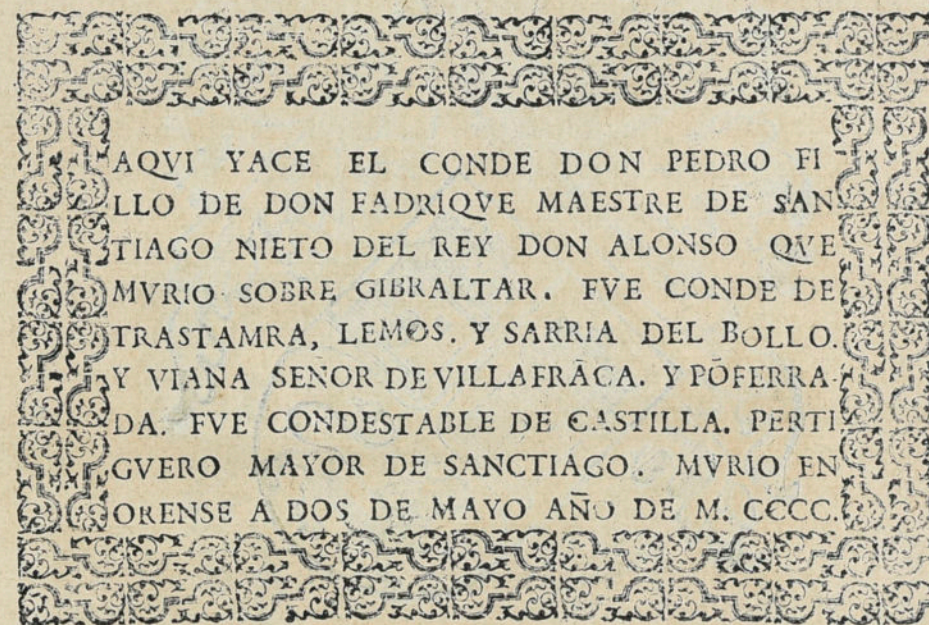 AQVI YACE EL CONDE DON PEDRO FI-
LLO DE DON FADRIQVE MAESTRE DE SAN
TIAGO NIETO DEL REY DON ALONSO QVE
MVRIO SOBRE GIBRALTAR. FVE CONDE DE
TRASTAMRA, LEMOS. Y SARRIA DEL BOLLO.
Y VIANA SEÑOR DE VILLAFRĀCA. Y PŌFERRA-
DA. FVE CONDESTABLE DE CASTILLA. PERTI
GVERO MAYOR DE SANCTIAGO. MVRIO EN
ORENSE A DOS DE MAYO AÑO DE M. CCCC.